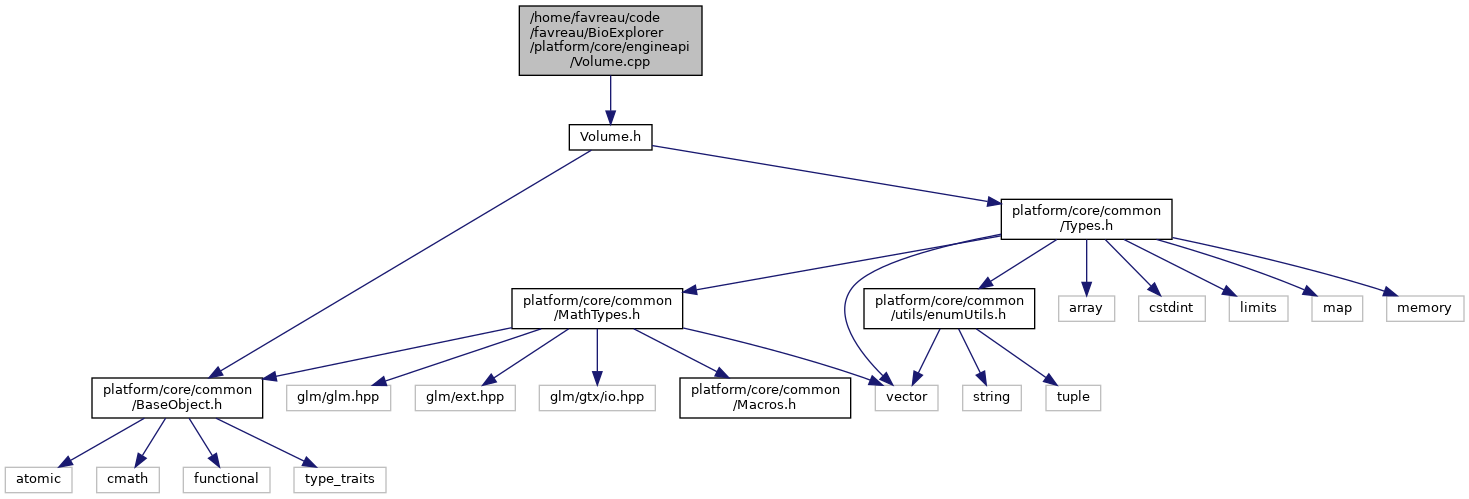 /home/favreau/code
/favreau/BioExplorer
/platform/core/engineapi
/Volume.cpp
Volume.h
platform/core/common
/Types.h
platform/core/common
/MathTypes.h
platform/core/common
/utils/enumUtils.h
array
cstdint
limits
map
memory
platform/core/common
/BaseObject.h
glm/glm.hpp
glm/ext.hpp
glm/gtx/io.hpp
platform/core/common
/Macros.h
vector
string
tuple
atomic
cmath
functional
type_traits